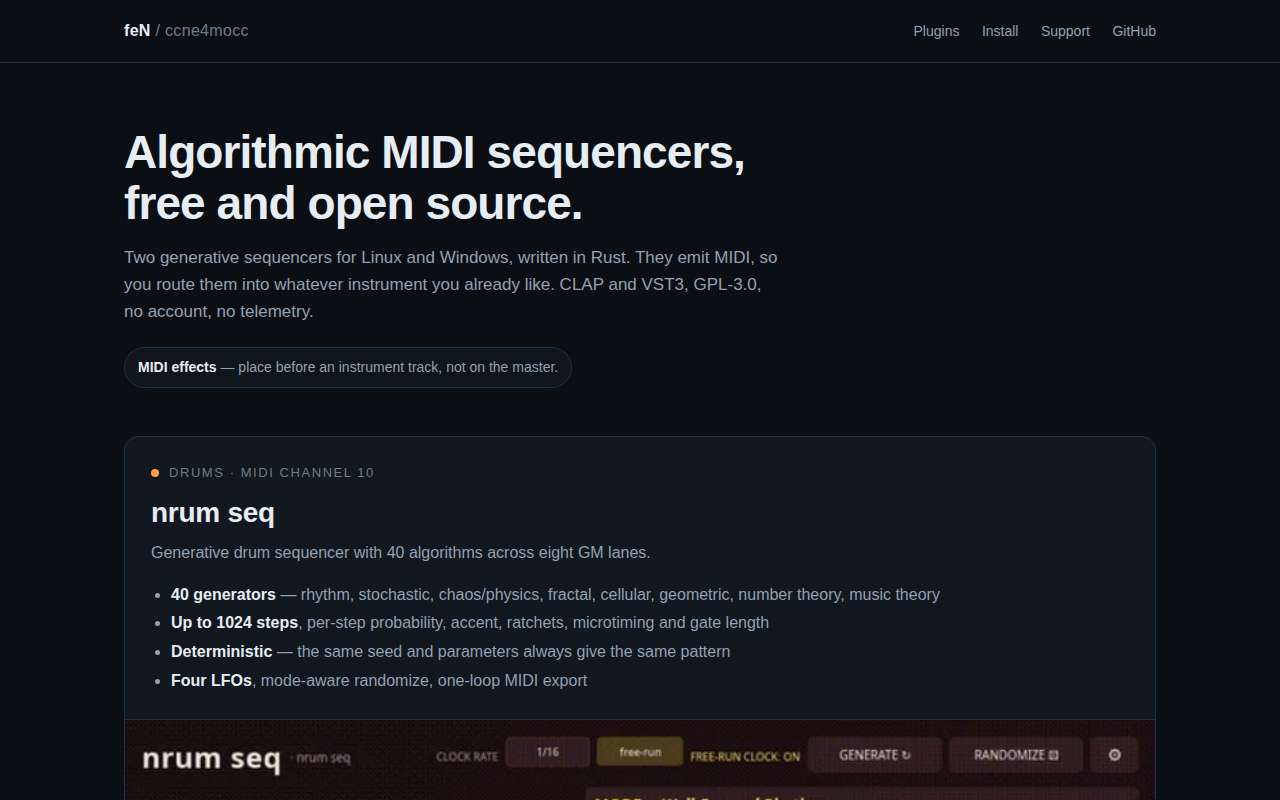 feN / ccne4mocc
Plugins Install Support GitHub
Algorithmic MIDI sequencers,
free and open source.
Two generative sequencers for Linux and Windows, written in Rust. They emit MIDI, so
you route them into whatever instrument you already like. CLAP and VST3, GPL-3.0,
no account, no telemetry.
MIDI effects — place before an instrument track, not on the master.
DRUMS · MIDI CHANNEL 10
nrum seq
Generative drum sequencer with 40 algorithms across eight GM lanes.
• 40 generators — rhythm, stochastic, chaos/physics, fractal, cellular, geometric, number theory, music theory
• Up to 1024 steps, per-step probability, accent, ratchets, microtiming and gate length
• Deterministic — the same seed and parameters always give the same pattern
• Four LFOs, mode-aware randomize, one-loop MIDI export
nrum seq · nrum seq CLOCK RATE 1/16 free-run FREE-RUN CLOCK: ON GENERATE ↻ RANDOMIZE ⚄ ⚙